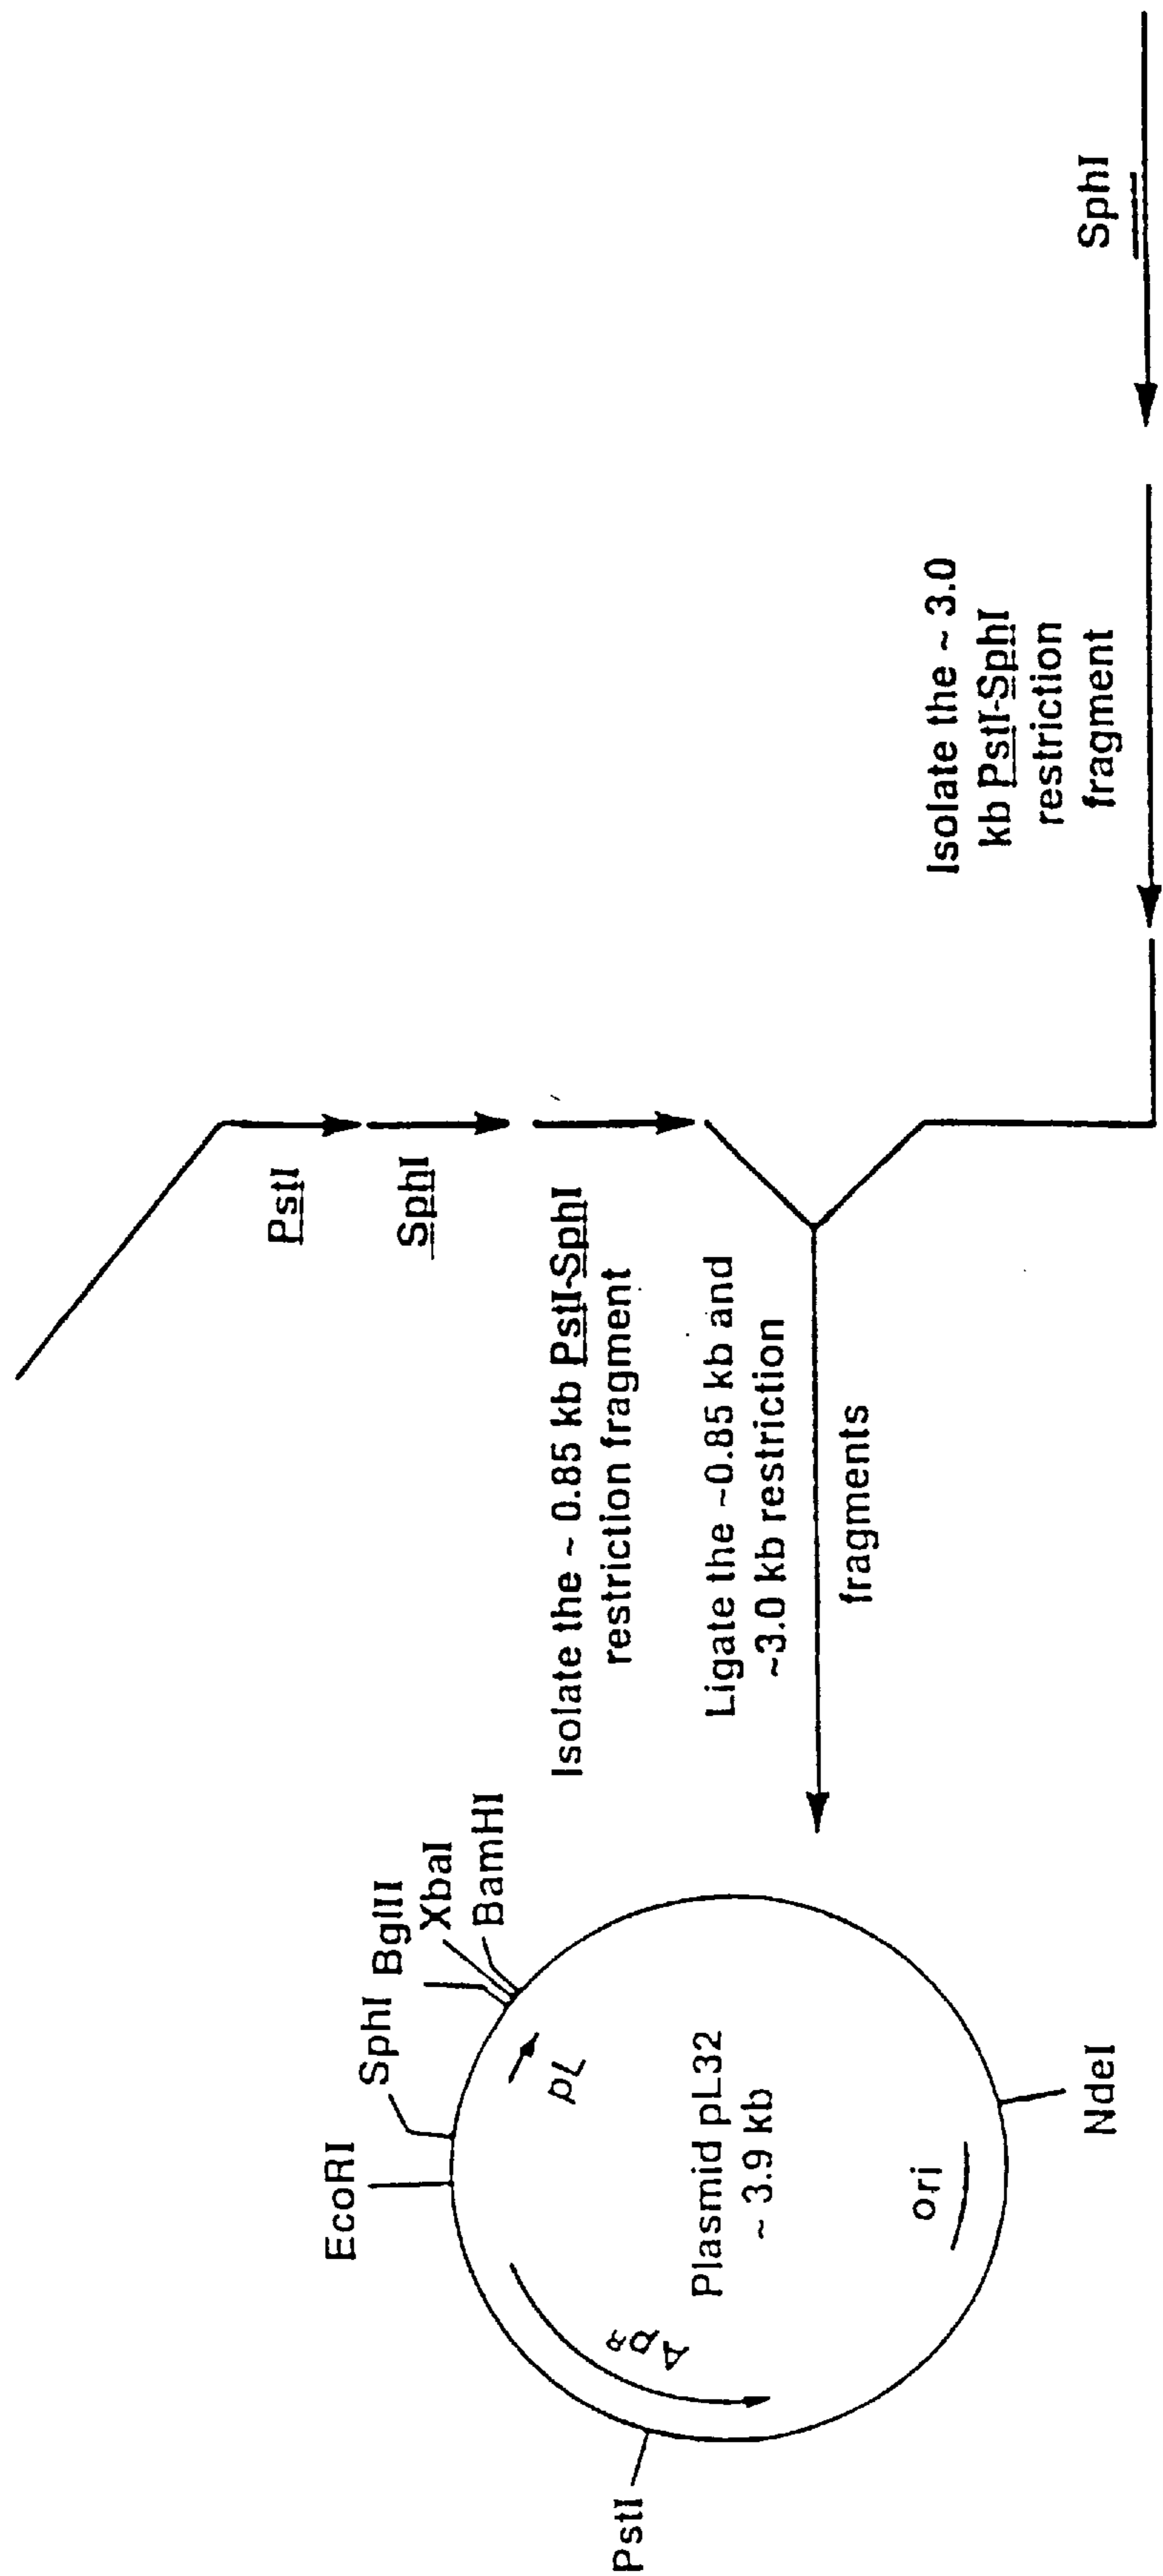 PstI
SphI
Isolate the ~ 0.85 kb PstI-SphI
restriction fragment
Ligate the ~0.85 kb and
~3.0 kb restriction
fragments
Isolate the ~ 3.0
kb PstI-SphI
restriction
fragment
SphI
EcoRI
SphI
BglII
XbaI
BamHI
pL
ApR
Plasmid pL32
~ 3.9 kb
ori
PstI
NdeI